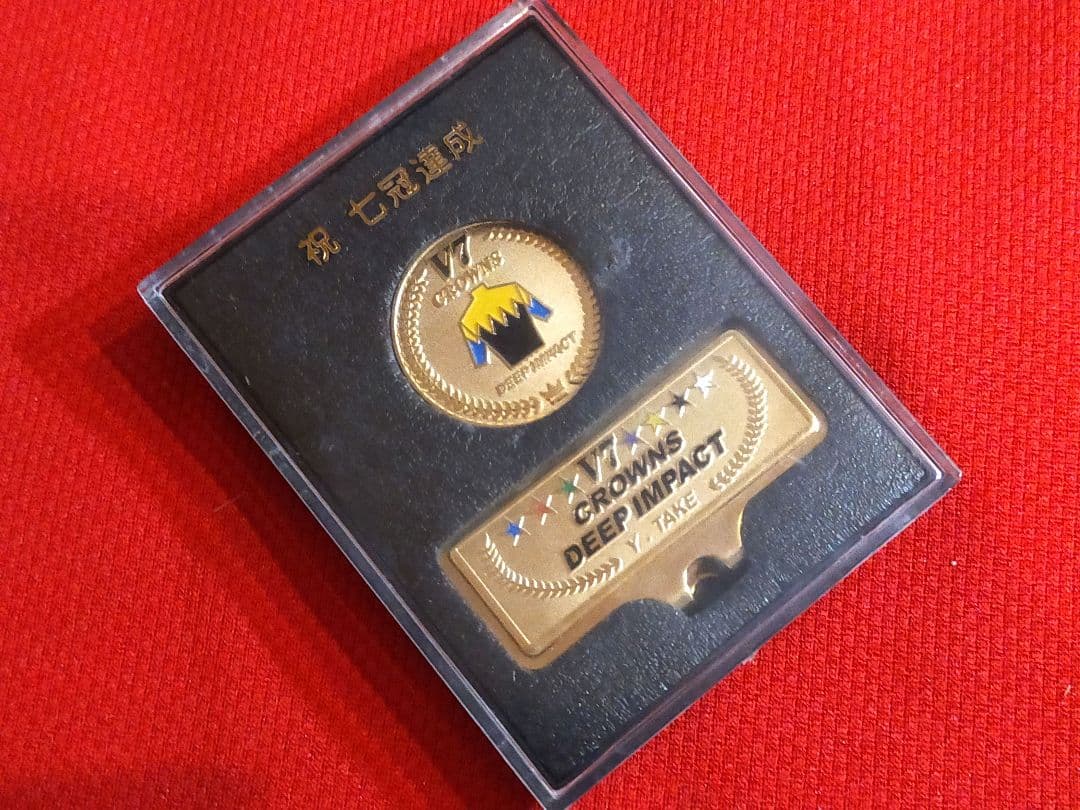 祝 七冠達成
V7
CROWNS
DEEP IMPACT
V7
CROWNS
DEEP IMPACT
Y. TAKE